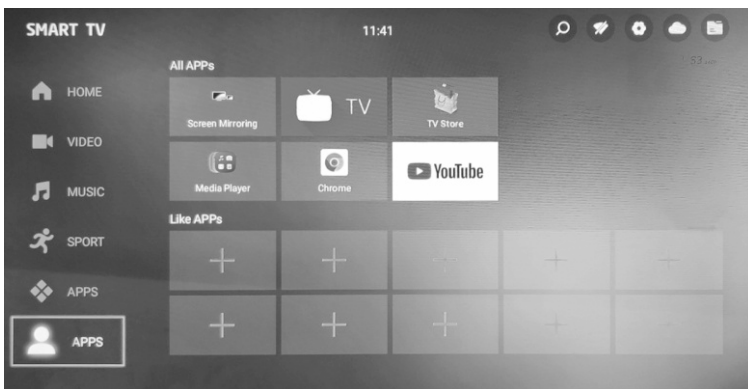 SMART TV
11:41
All APPs
HOME
Screen Mirroring
TV
TV Store
VIDEO
Media Player
Chrome
YouTube
MUSIC
Like APPs
SPORT
APPS
APPS